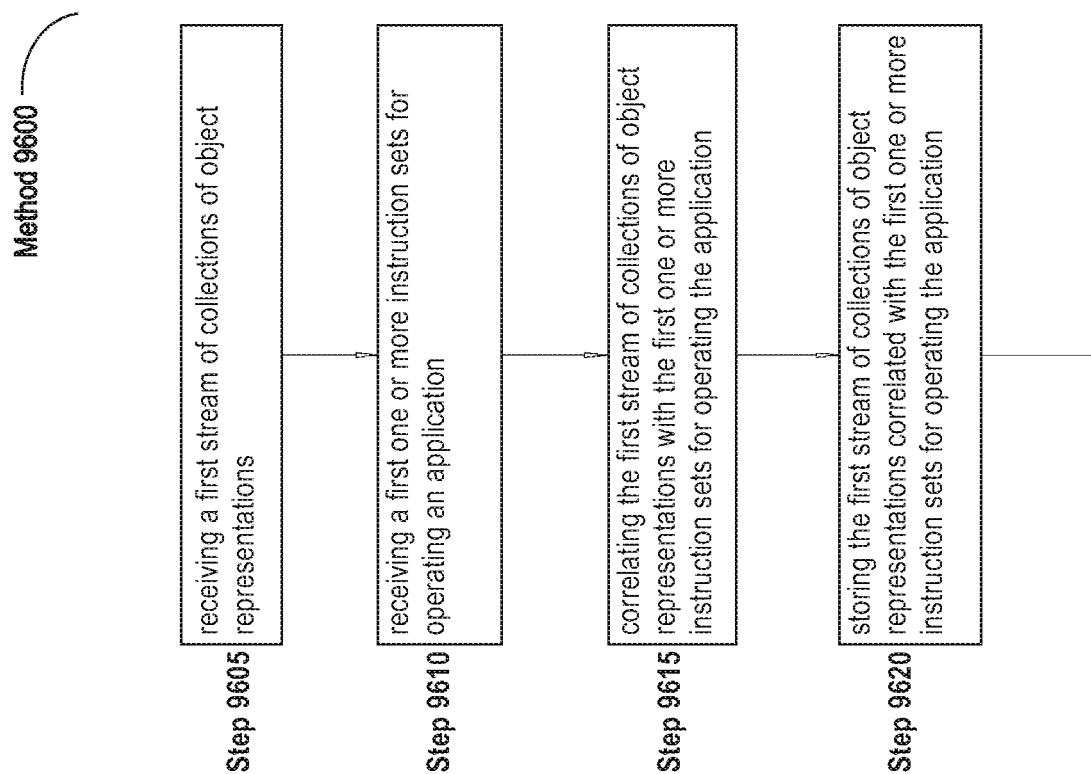 Method 9600
Step 9605
receiving a first stream of collections of object
representations
Step 9610
receiving a first one or more instruction sets for
operating an application
Step 9615
correlating the first stream of collections of object
representations with the first one or more
instruction sets for operating the application
Step 9620
storing the first stream of collections of object
representations correlated with the first one or more
instruction sets for operating the application